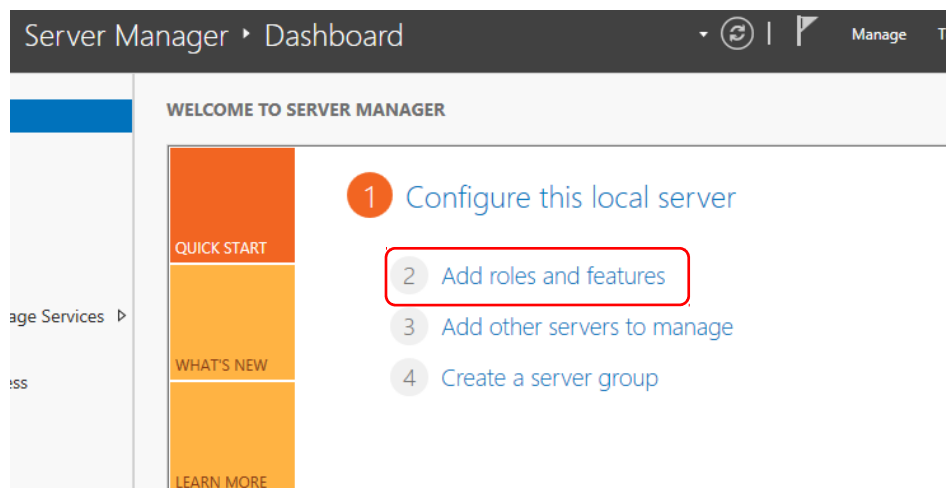 Server Manager ‣ Dashboard
Manage
WELCOME TO SERVER MANAGER
1 Configure this local server
QUICK START
2 Add roles and features
age Services
3 Add other servers to manage
WHAT'S NEW
4 Create a server group
LEARN MORE